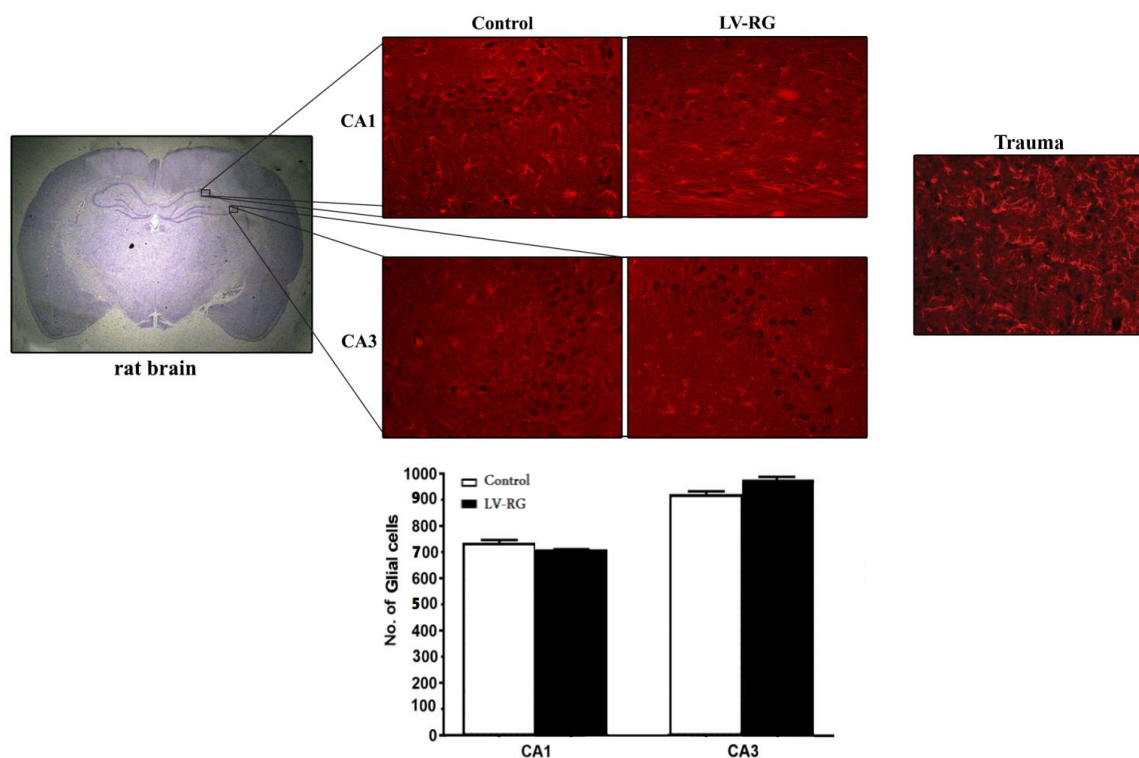 Control
LV-RG
CA1
Trauma
rat brain
CA3
No. of Glial cells
1000
900
800
700
600
500
400
300
200
100
0
Control
LV-RG
CA1
CA3